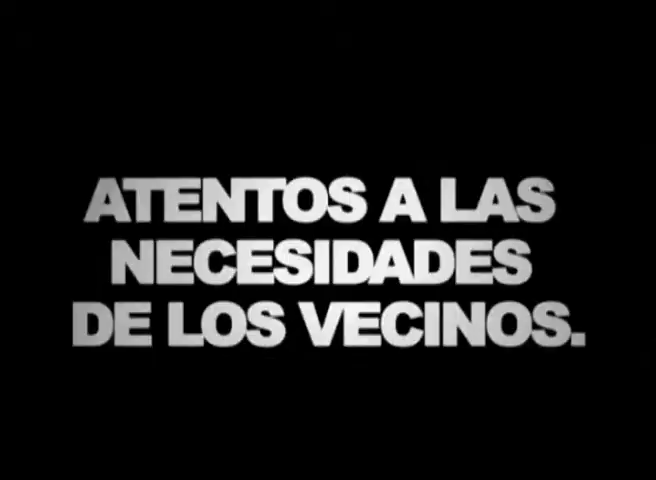 ATENTOS A LAS
NECESIDADES
DE LOS VECINOS.